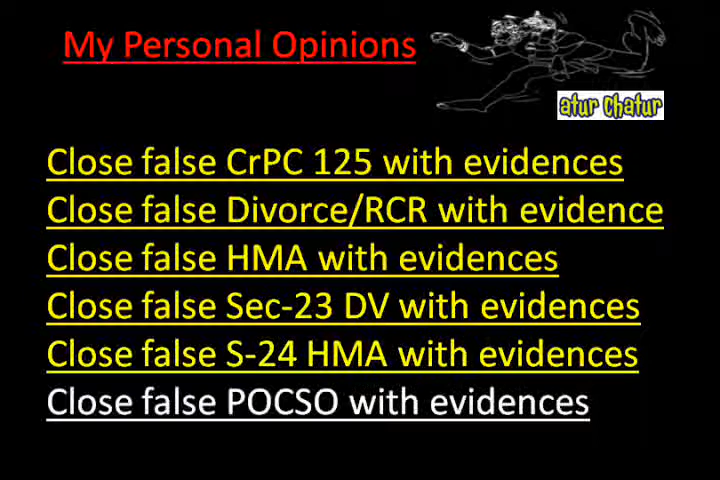 My Personal Opinions
atur chatur
Close false CrPC 125 with evidences
Close false Divorce/RCR with evidence
Close false HMA with evidences
Close false Sec-23 DV with evidences
Close false S-24 HMA with evidences
Close false POCSO with evidences